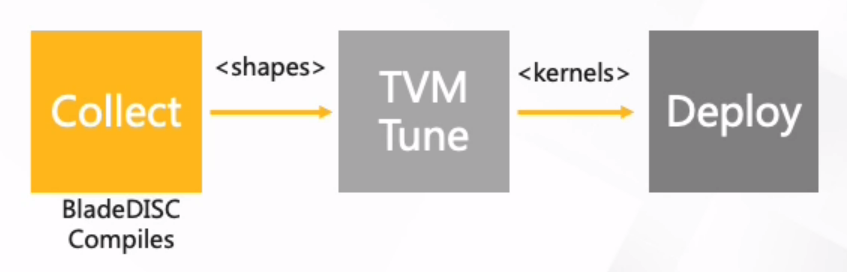 Collect
BladeDISC
Compiles
<shapes>
TVM
Tune
<kernels>
Deploy